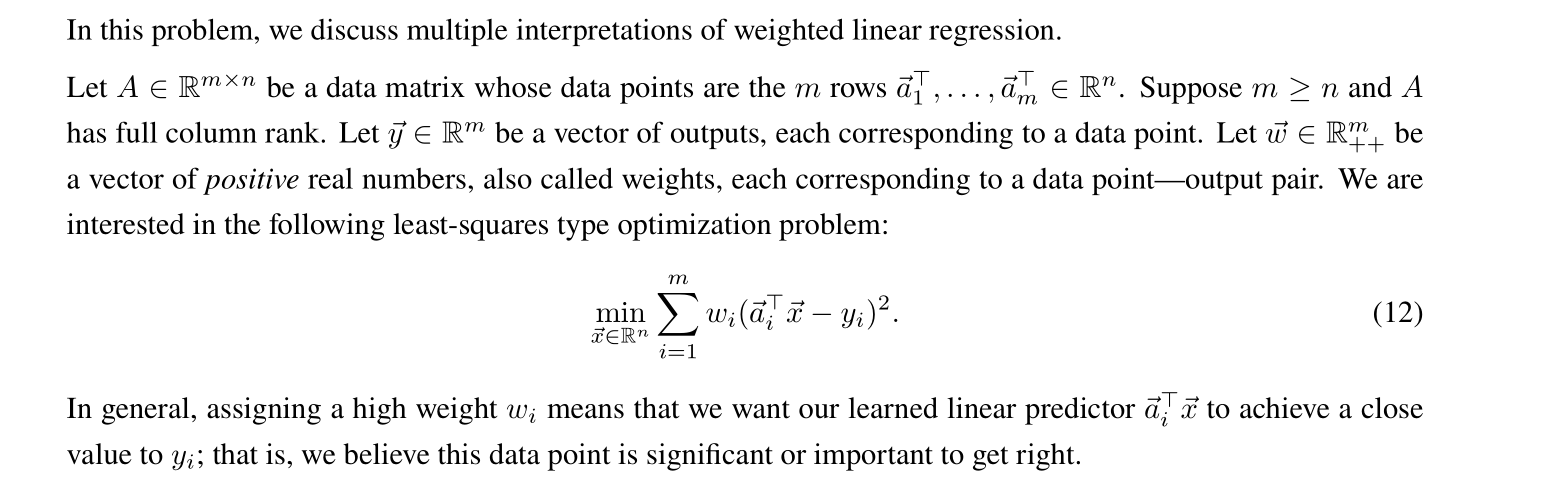 In this problem, we discuss multiple interpretations of weighted linear regression.
Let $A \in \mathbb{R}^{m \times n}$ be a data matrix whose data points are the $m$ rows $\vec{a}_1^\top, \ldots, \vec{a}_m^\top \in \mathbb{R}^n$. Suppose $m \geq n$ and $A$
has full column rank. Let $\vec{y} \in \mathbb{R}^m$ be a vector of outputs, each corresponding to a data point. Let $\vec{w} \in \mathbb{R}_{++}^m$ be
a vector of positive real numbers, also called weights, each corresponding to a data point—output pair. We are
interested in the following least-squares type optimization problem:
$\min_{\vec{x} \in \mathbb{R}^n} \sum_{i=1}^{m} w_i (\vec{a}_i^\top \vec{x} - y_i)^2.$ (12)
In general, assigning a high weight $w_i$ means that we want our learned linear predictor $\vec{a}_i^\top \vec{x}$ to achieve a close
value to $y_i$; that is, we believe this data point is significant or important to get right.